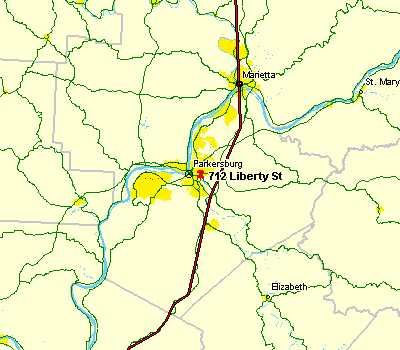 Marietta
St. Mary
Parkersburg
712 Liberty St
Elizabeth